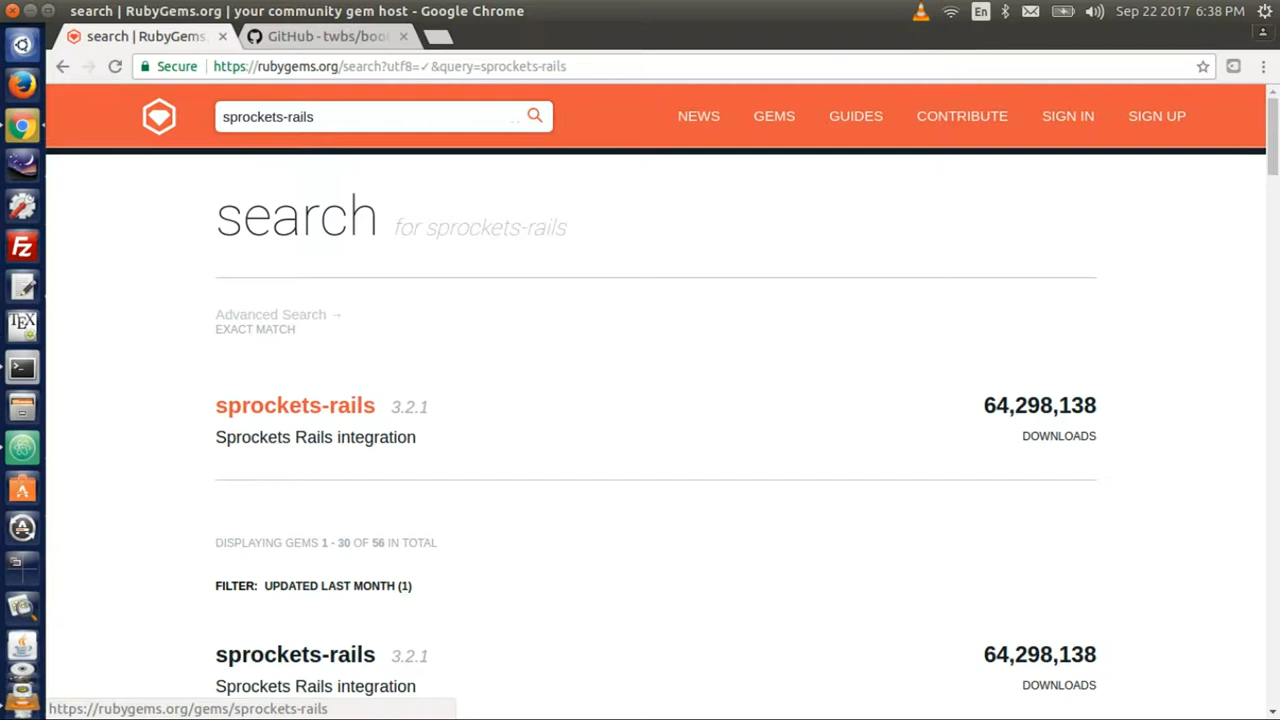 search | RubyGems.org | your community gem host - Google Chrome
En
Sep 22 2017 6:38 PM
search | RubyGems.
GitHub - twbs/boo
Secure
https://rubygems.org/search?utf8=✓&query=sprockets-rails
sprockets-rails
NEWS
GEMS
GUIDES
CONTRIBUTE
SIGN IN
SIGN UP
search for sprockets-rails
Advanced Search →
EXACT MATCH
sprockets-rails 3.2.1
64,298,138
Sprockets Rails integration
DOWNLOADS
DISPLAYING GEMS 1 - 30 OF 56 IN TOTAL
FILTER: UPDATED LAST MONTH (1)
sprockets-rails 3.2.1
64,298,138
Sprockets Rails integration
DOWNLOADS
https://rubygems.org/gems/sprockets-rails
FZ
TEX